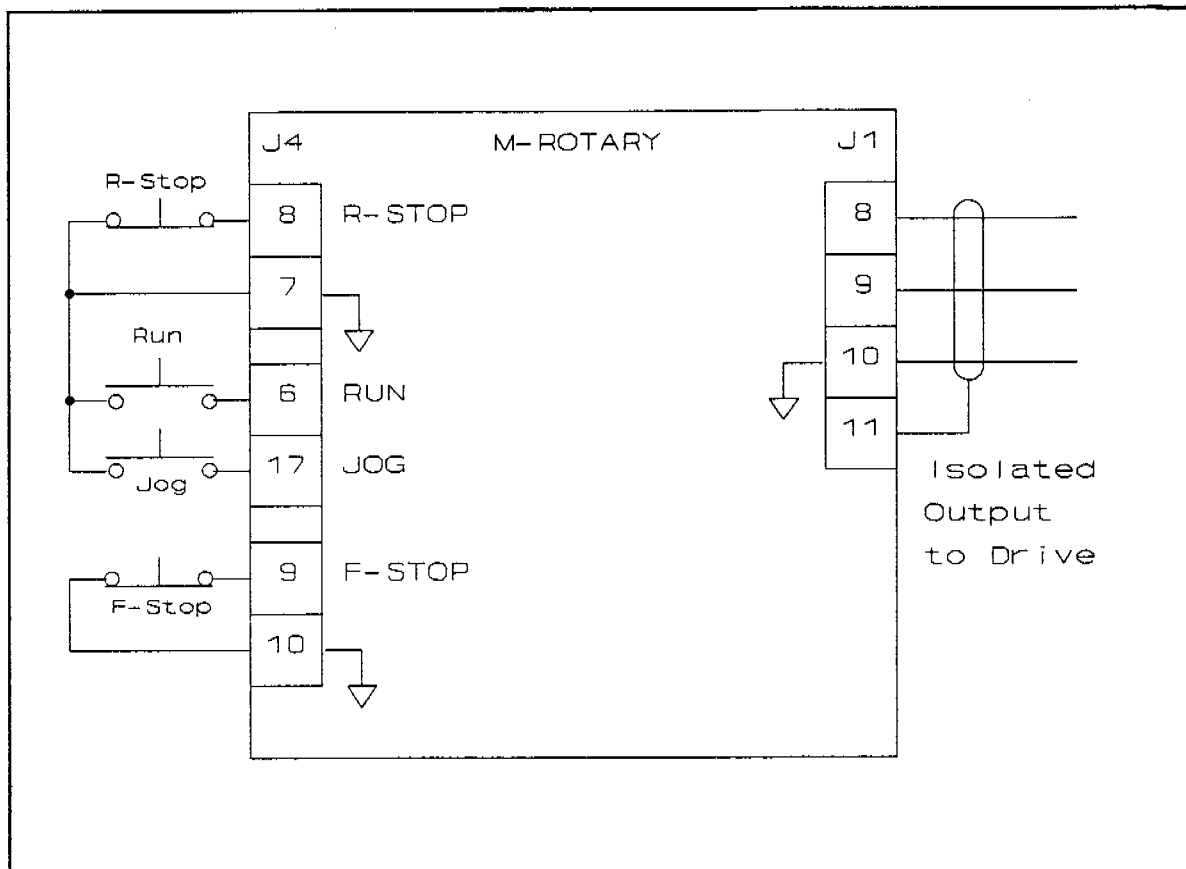 J4 M-ROTARY J1
R-Stop
8 R-STOP
7
Run
6 RUN
17 JOG
Jog
9 F-STOP
F-Stop
10
8
9
10
11
Isolated
Output
to Drive